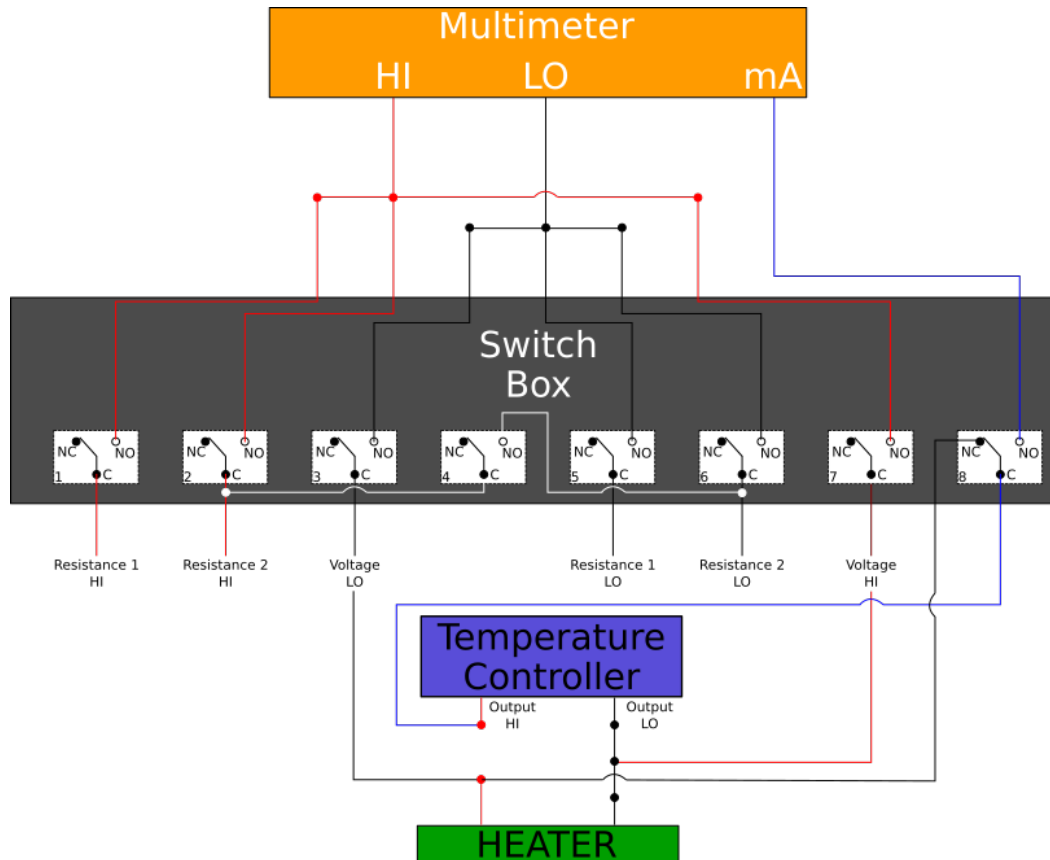 Multimeter
HI LO mA
Switch
Box
NC NO NC NO NC NO NC NO NC NO NC NO NC NO NC NO
1 C 2 C 3 C 4 C 5 C 6 C 7 C 8 C
Resistance 1 Resistance 2 Voltage Resistance 1 Resistance 2 Voltage
HI HI LO LO LO HI
Temperature
Controller
Output Output
HI LO
HEATER